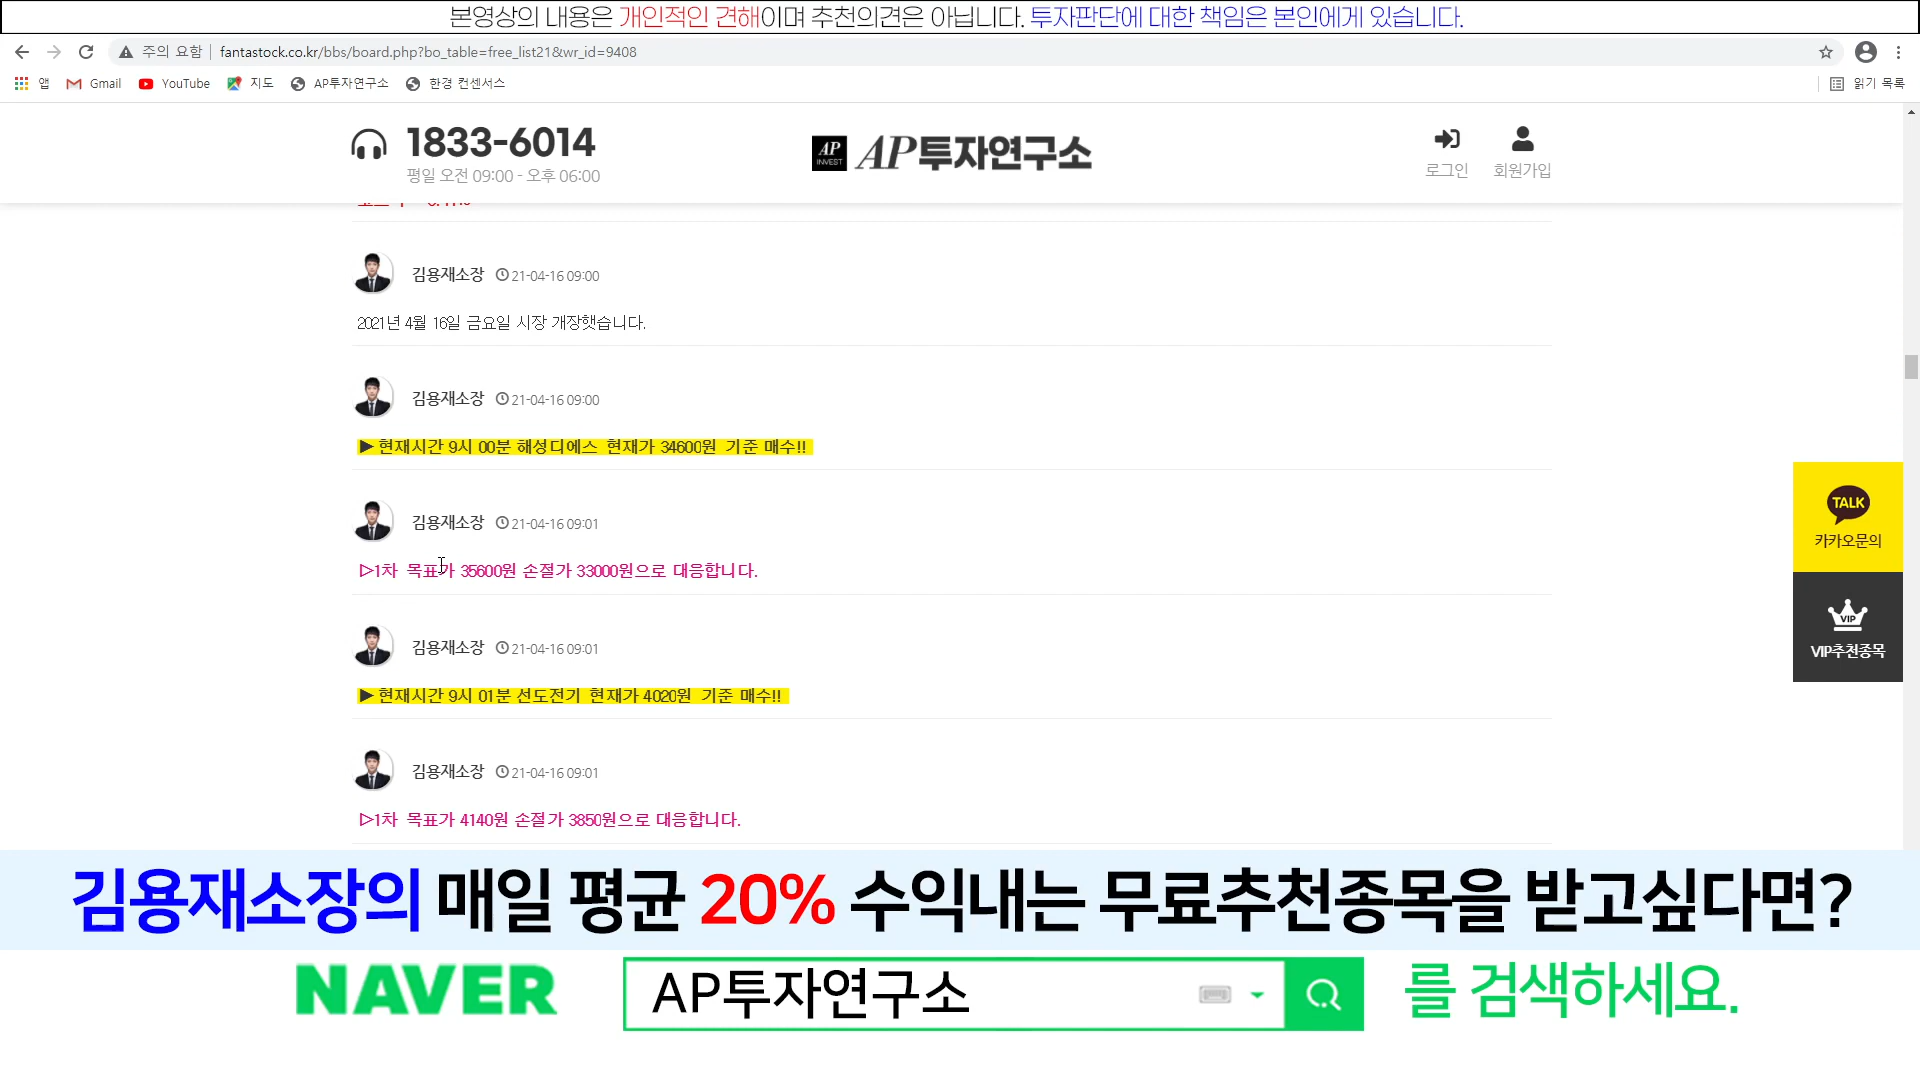 본영상의 내용은 개인적인 견해이며 추천의견은 아닙니다. 투자판단에 대한 책임은 본인에게 있습니다.
주의 요함 | fantastock.co.kr/bbs/board.php?bo_table=free_list21&wr_id=9408
앱 Gmail YouTube 지도 AP투자연구소 한경 컨센서스 읽기 목록
1833-6014
평일 오전 09:00 - 오후 06:00
AP INVEST AP투자연구소
로그인 회원가입
김용재소장 21-04-16 09:00
2021년 4월 16일 금요일 시장 개장햇습니다.
김용재소장 21-04-16 09:00
▶ 현재시간 9시 00분 해성디에스 현재가 34600원 기준 매수!!
김용재소장 21-04-16 09:01
▷1차 목표가 35600원 손절가 33000원으로 대응합니다.
김용재소장 21-04-16 09:01
▶ 현재시간 9시 01분 선도전기 현재가 4020원 기준 매수!!
김용재소장 21-04-16 09:01
▷1차 목표가 4140원 손절가 3850원으로 대응합니다.
TALK
카카오문의
VIP
VIP추천종목
김용재소장의 매일 평균 20% 수익내는 무료추천종목을 받고싶다면?
NAVER AP투자연구소 를 검색하세요.